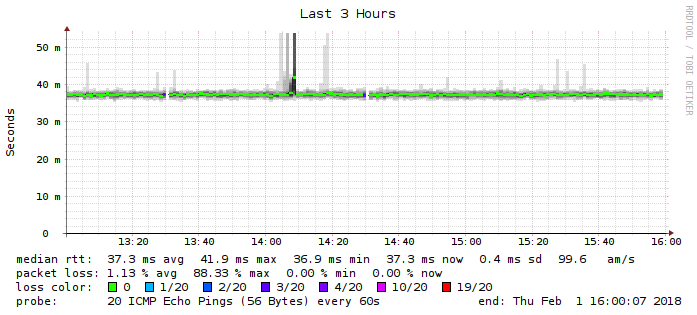 Last 3 Hours
RRDTOOL / TOBI OETIKER
Seconds
50 m
40 m
30 m
20 m
10 m
0
13:20 13:40 14:00 14:20 14:40 15:00 15:20 15:40 16:00
median rtt: 37.3 ms avg 41.9 ms max 36.9 ms min 37.3 ms now 0.4 ms sd 99.6 am/s
packet loss: 1.13 % avg 88.33 % max 0.00 % min 0.00 % now
loss color: 0 1/20 2/20 3/20 4/20 10/20 19/20
probe: 20 ICMP Echo Pings (56 Bytes) every 60s end: Thu Feb 1 16:00:07 2018